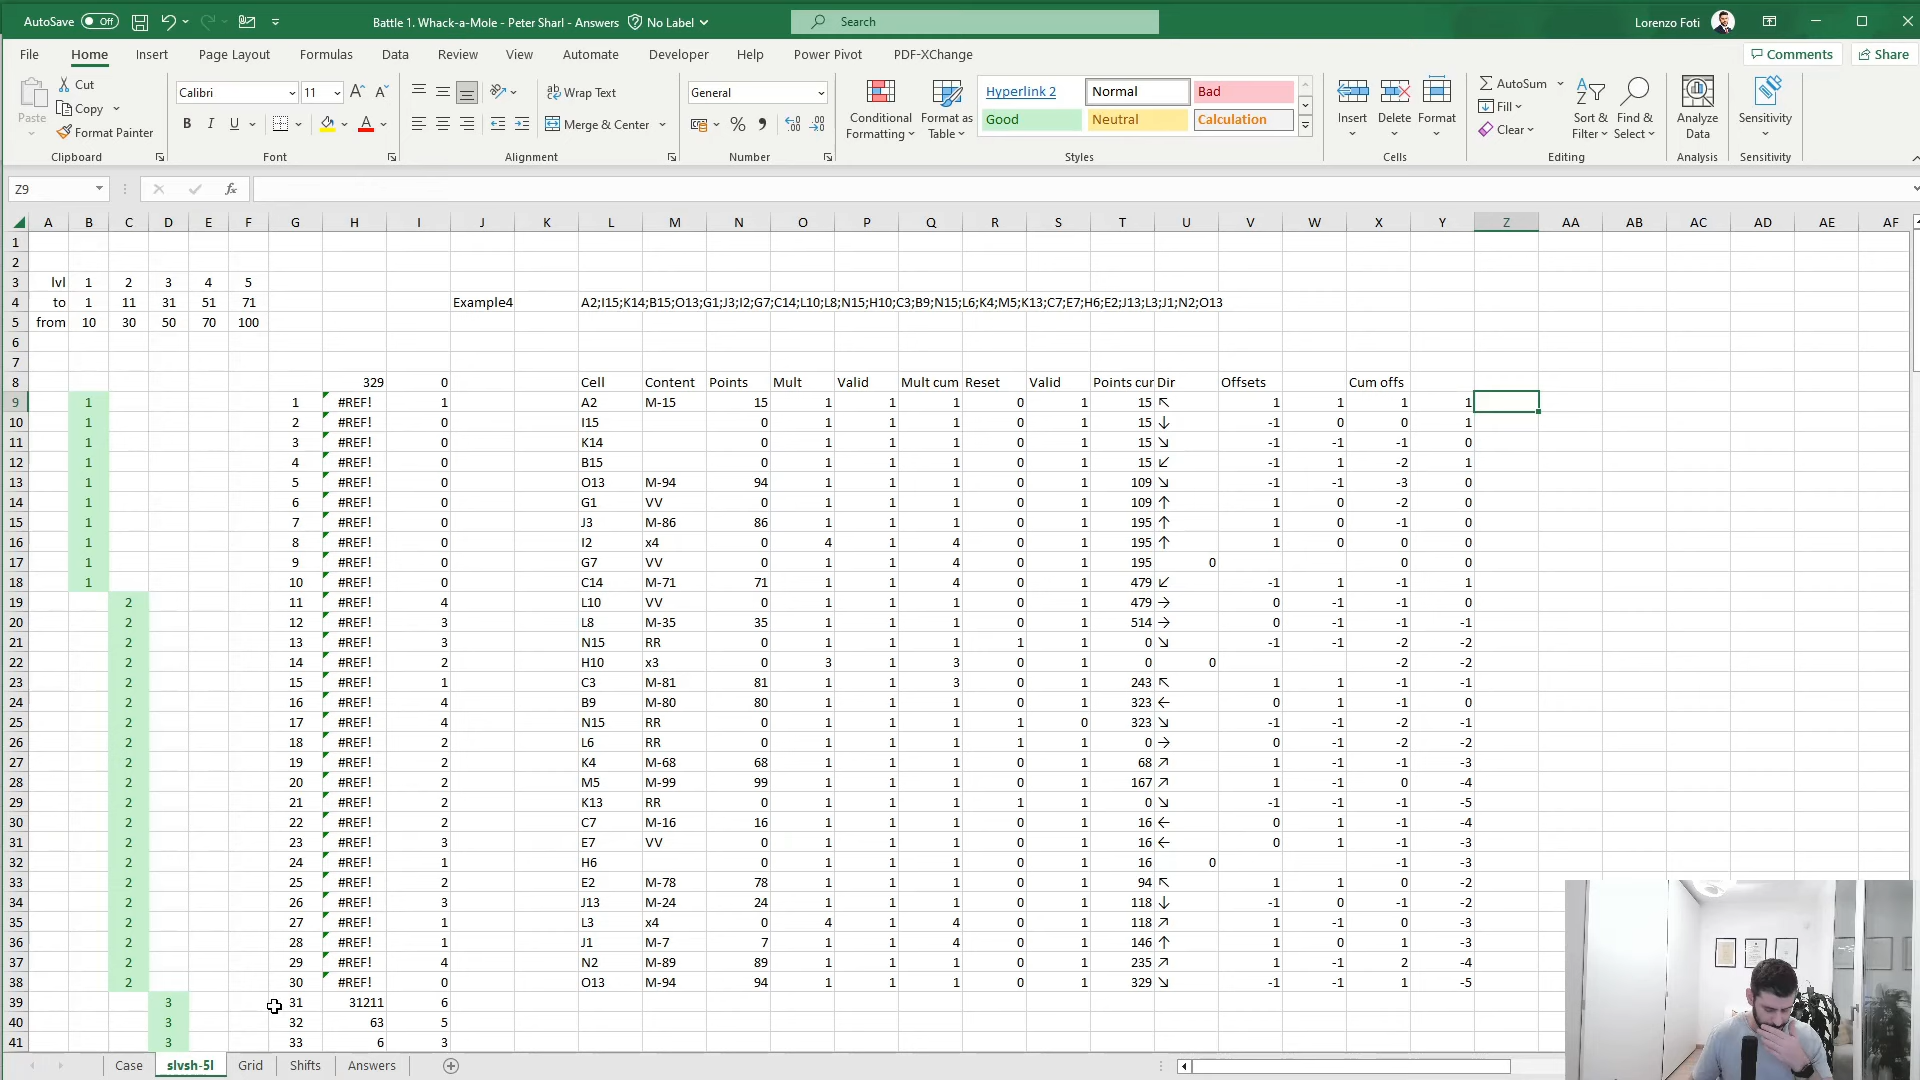 AutoSave Off Battle 1. Whack-a-Mole - Peter Sharl - Answers No Label Search Lorenzo Foti
File Home Insert Page Layout Formulas Data Review View Automate Developer Help Power Pivot PDF-XChange Comments Share
Paste Cut Copy Format Painter Clipboard
Calibri 11 A A B I U A Font
ab Wrap Text Merge & Center Alignment
General % , Number
Conditional Formatting Format as Table Hyperlink 2 Normal Bad Good Neutral Calculation Styles
Insert Delete Format Cells
AutoSum Fill Clear Sort & Filter Find & Select Editing
Analyze Data Analysis
Sensitivity Sensitivity
Z9 fx
A B C D E F G H I J K L M N O P Q R S T U V W X Y Z AA AB AC AD AE AF
1
2
3 lvl 1 2 3 4 5
4 to 1 11 31 51 71 Example4 A2;I15;K14;B15;O13;G1;J3;I2;G7;C14;L10;L8;N15;H10;C3;B9;N15;L6;K4;M5;K13;C7;E7;H6;E2;J13;L3;J1;N2;O13
5 from 10 30 50 70 100
6
7
8 329 0 Cell Content Points Mult Valid Mult cum Reset Valid Points cur Dir Offsets Cum offs
9 1 1 #REF! 1 A2 M-15 15 1 1 1 0 1 15 ↖ 1 1 1 1
10 1 2 #REF! 0 I15 0 1 1 1 0 1 15 ↓ -1 0 0 1
11 1 3 #REF! 0 K14 0 1 1 1 0 1 15 ↘ -1 -1 -1 0
12 1 4 #REF! 0 B15 0 1 1 1 0 1 15 ↙ -1 1 -2 1
13 1 5 #REF! 0 O13 M-94 94 1 1 1 0 1 109 ↘ -1 -1 -3 0
14 1 6 #REF! 0 G1 VV 0 1 1 1 0 1 109 ↑ 1 0 -2 0
15 1 7 #REF! 0 J3 M-86 86 1 1 1 0 1 195 ↑ 1 0 -1 0
16 1 8 #REF! 0 I2 x4 0 4 1 4 0 1 195 ↑ 1 0 0 0
17 1 9 #REF! 0 G7 VV 0 1 1 4 0 1 195 0 0 0
18 1 10 #REF! 0 C14 M-71 71 1 1 4 0 1 479 ↙ -1 1 -1 1
19 2 11 #REF! 4 L10 VV 0 1 1 1 0 1 479 → 0 -1 -1 0
20 2 12 #REF! 3 L8 M-35 35 1 1 1 0 1 514 → 0 -1 -1 -1
21 2 13 #REF! 3 N15 RR 0 1 1 1 1 1 0 ↘ -1 -1 -2 -2
22 2 14 #REF! 2 H10 x3 0 3 1 3 0 1 0 0 -2 -2
23 2 15 #REF! 1 C3 M-81 81 1 1 3 0 1 243 ↖ 1 1 -1 -1
24 2 16 #REF! 4 B9 M-80 80 1 1 1 0 1 323 ← 0 1 -1 0
25 2 17 #REF! 4 N15 RR 0 1 1 1 1 0 323 ↘ -1 -1 -2 -1
26 2 18 #REF! 2 L6 RR 0 1 1 1 1 1 0 → 0 -1 -2 -2
27 2 19 #REF! 2 K4 M-68 68 1 1 1 0 1 68 ↗ 1 -1 -1 -3
28 2 20 #REF! 2 M5 M-99 99 1 1 1 0 1 167 ↗ 1 -1 0 -4
29 2 21 #REF! 2 K13 RR 0 1 1 1 1 1 0 ↘ -1 -1 -1 -5
30 2 22 #REF! 2 C7 M-16 16 1 1 1 0 1 16 ← 0 1 -1 -4
31 2 23 #REF! 3 E7 VV 0 1 1 1 0 1 16 ← 0 1 -1 -3
32 2 24 #REF! 1 H6 0 1 1 1 0 1 16 0 -1 -3
33 2 25 #REF! 2 E2 M-78 78 1 1 1 0 1 94 ↖ 1 1 0 -2
34 2 26 #REF! 3 J13 M-24 24 1 1 1 0 1 118 ↓ -1 0 -1 -2
35 2 27 #REF! 1 L3 x4 0 4 1 4 0 1 118 ↗ 1 -1 0 -3
36 2 28 #REF! 1 J1 M-7 7 1 1 4 0 1 146 ↑ 1 0 1 -3
37 2 29 #REF! 4 N2 M-89 89 1 1 1 0 1 235 ↗ 1 -1 2 -4
38 2 30 #REF! 0 O13 M-94 94 1 1 1 0 1 329 ↘ -1 -1 1 -5
39 3 31 31211 6
40 3 32 63 5
41 3 33 6 3
Case slvsh-5l Grid Shifts Answers